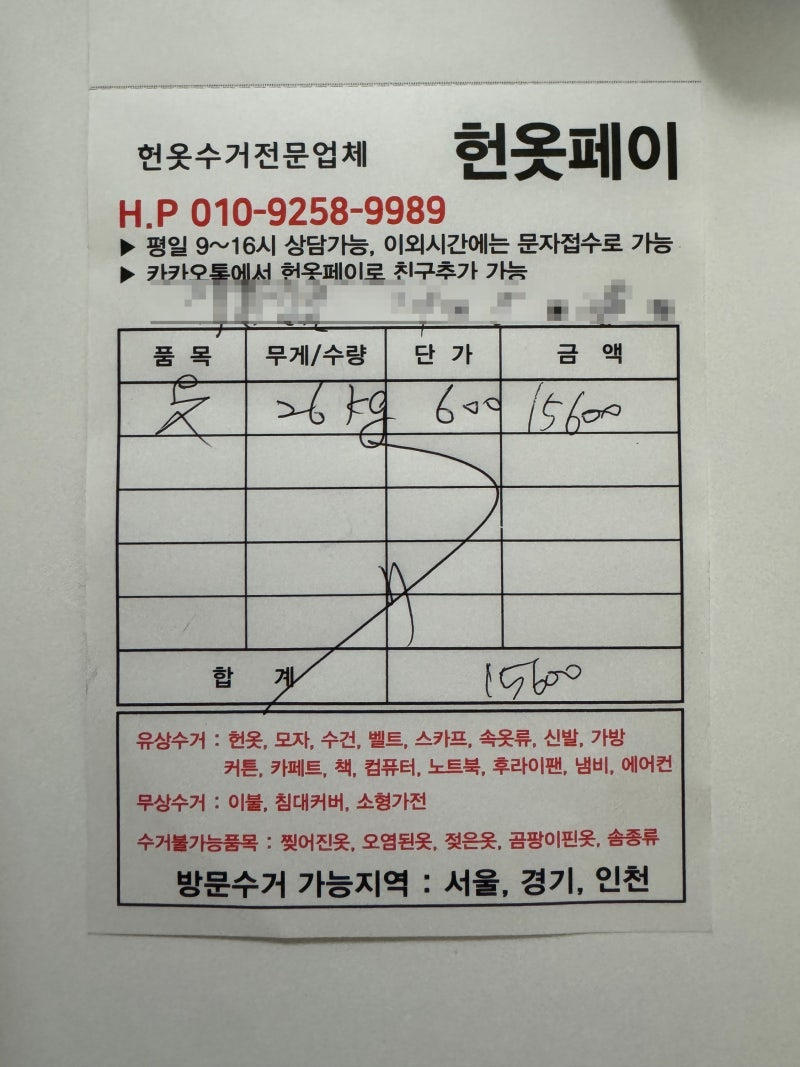 헌옷수거전문업체 헌옷페이
H.P 010-9258-9989
▶ 평일 9~16시 상담가능, 이외시간에는 문자접수로 가능
▶ 카카오톡에서 헌옷페이로 친구추가 가능
품 목 무게/수량 단 가 금 액
옷 26kg 600 15600
합 계 15600
유상수거 : 헌옷, 모자, 수건, 벨트, 스카프, 속옷류, 신발, 가방
커튼, 카페트, 책, 컴퓨터, 노트북, 후라이팬, 냄비, 에어컨
무상수거 : 이불, 침대커버, 소형가전
수거불가능품목 : 찢어진옷, 오염된옷, 젖은옷, 곰팡이핀옷, 솜종류
방문수거 가능지역 : 서울, 경기, 인천